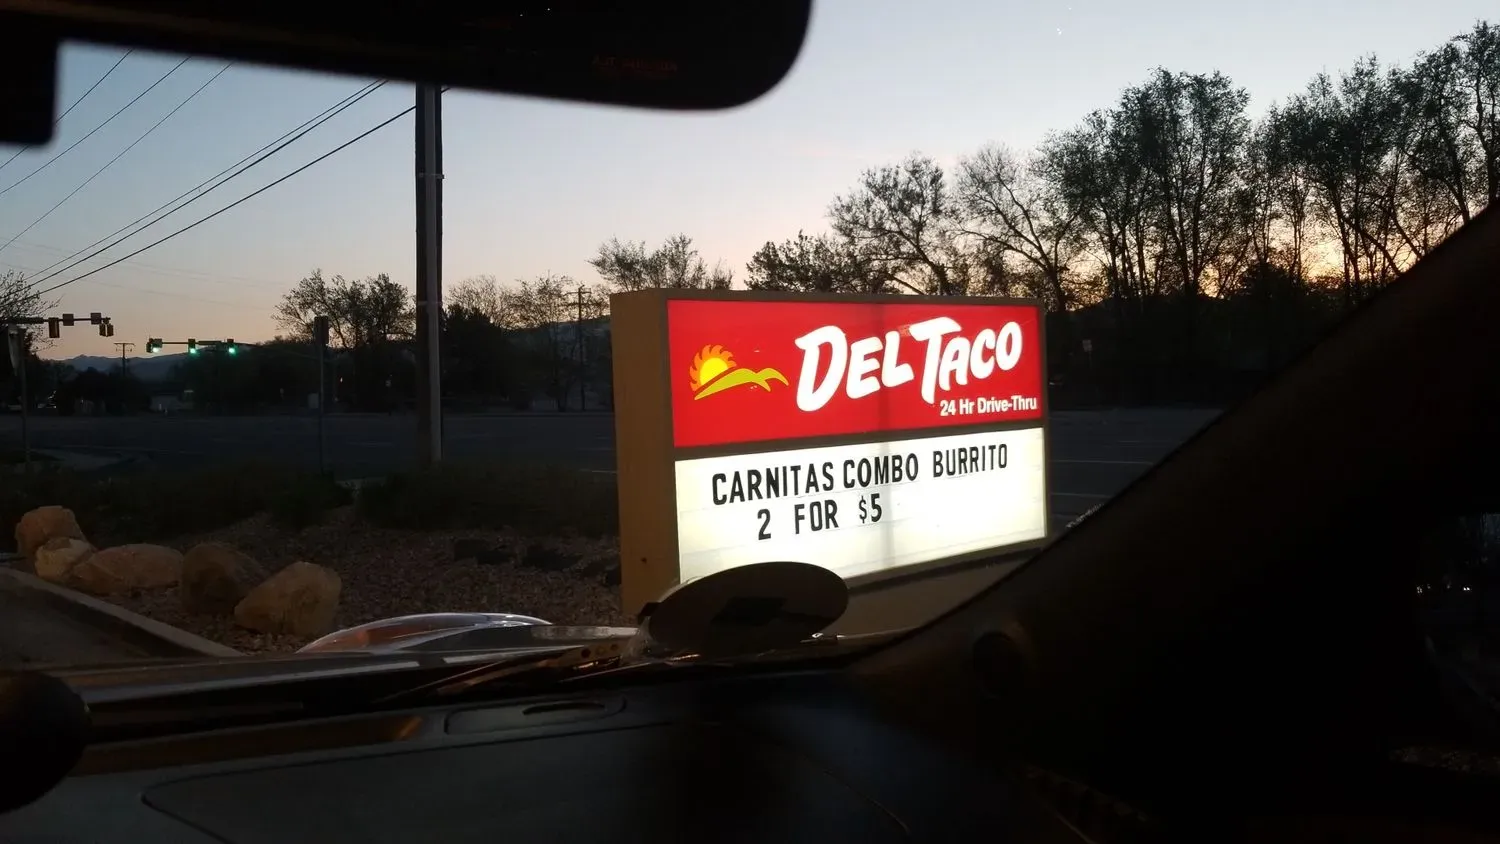 DEL TACO
24 Hr Drive-Thru
CARNITAS COMBO BURRITO
2 FOR $5